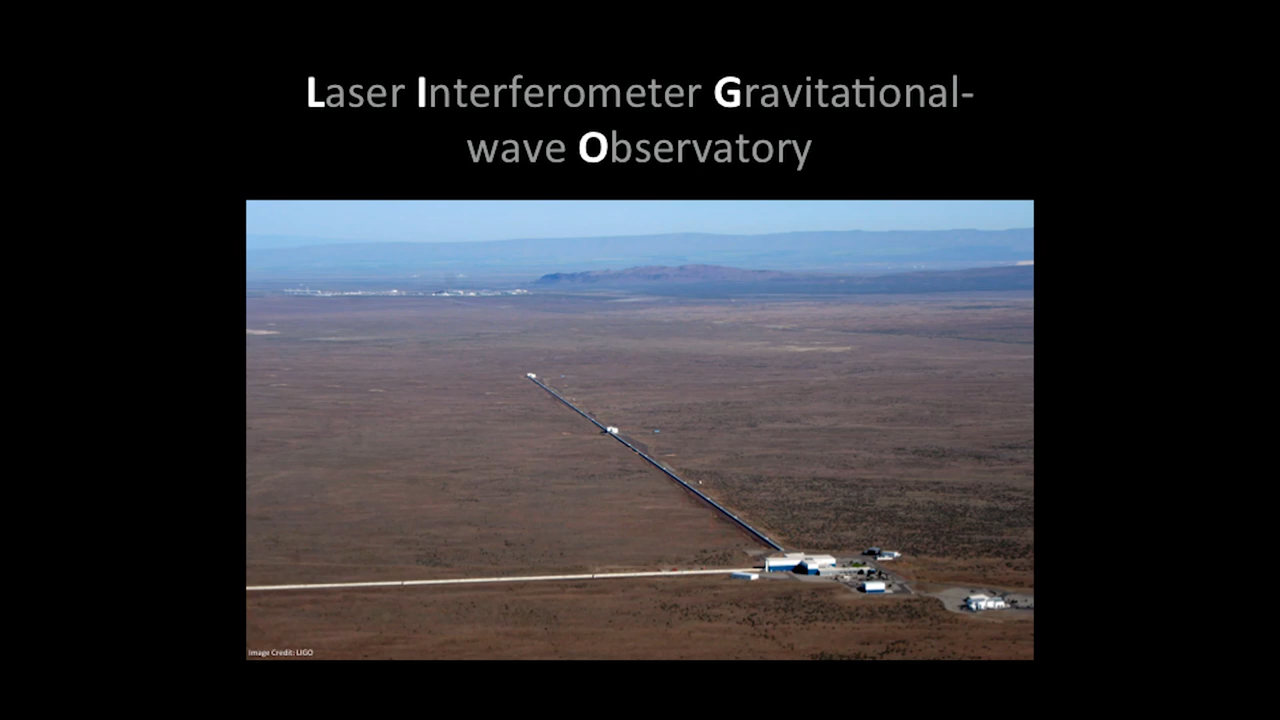 Laser Interferometer Gravitational-
wave Observatory
Image Credit: LIGO